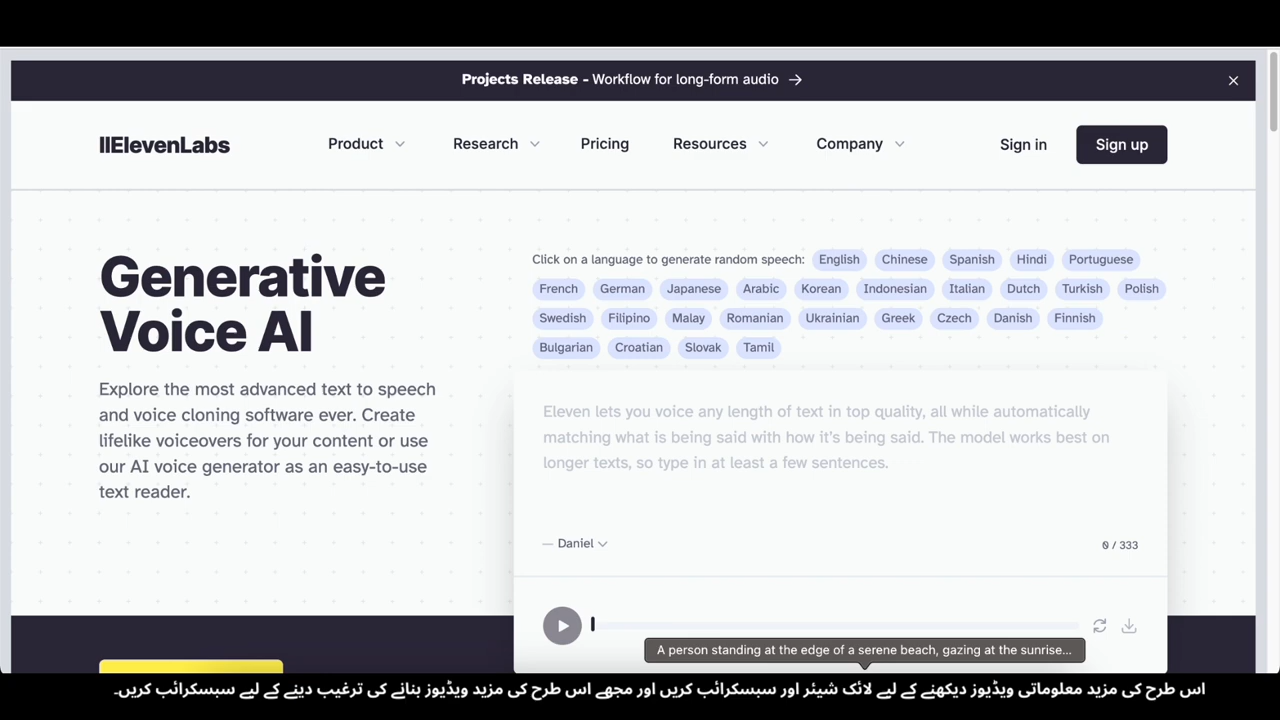 Projects Release - Workflow for long-form audio →
IIElevenLabs
Product
Research
Pricing
Resources
Company
Sign in
Sign up
Generative
Voice AI
Explore the most advanced text to speech
and voice cloning software ever. Create
lifelike voiceovers for your content or use
our AI voice generator as an easy-to-use
text reader.
Click on a language to generate random speech: English Chinese Spanish Hindi Portuguese
French German Japanese Arabic Korean Indonesian Italian Dutch Turkish Polish
Swedish Filipino Malay Romanian Ukrainian Greek Czech Danish Finnish
Bulgarian Croatian Slovak Tamil
Eleven lets you voice any length of text in top quality, all while automatically
matching what is being said with how it's being said. The model works best on
longer texts, so type in at least a few sentences.
— Daniel
0 / 333
A person standing at the edge of a serene beach, gazing at the sunrise...
اس طرح کی مزید معلوماتی ویڈیوز دیکھنے کے لیے لائک شیئر اور سبسکرائب کریں اور مجھے اس طرح کی مزید ویڈیوز بنانے کی ترغیب دینے کے لیے سبسکرائب کریں۔